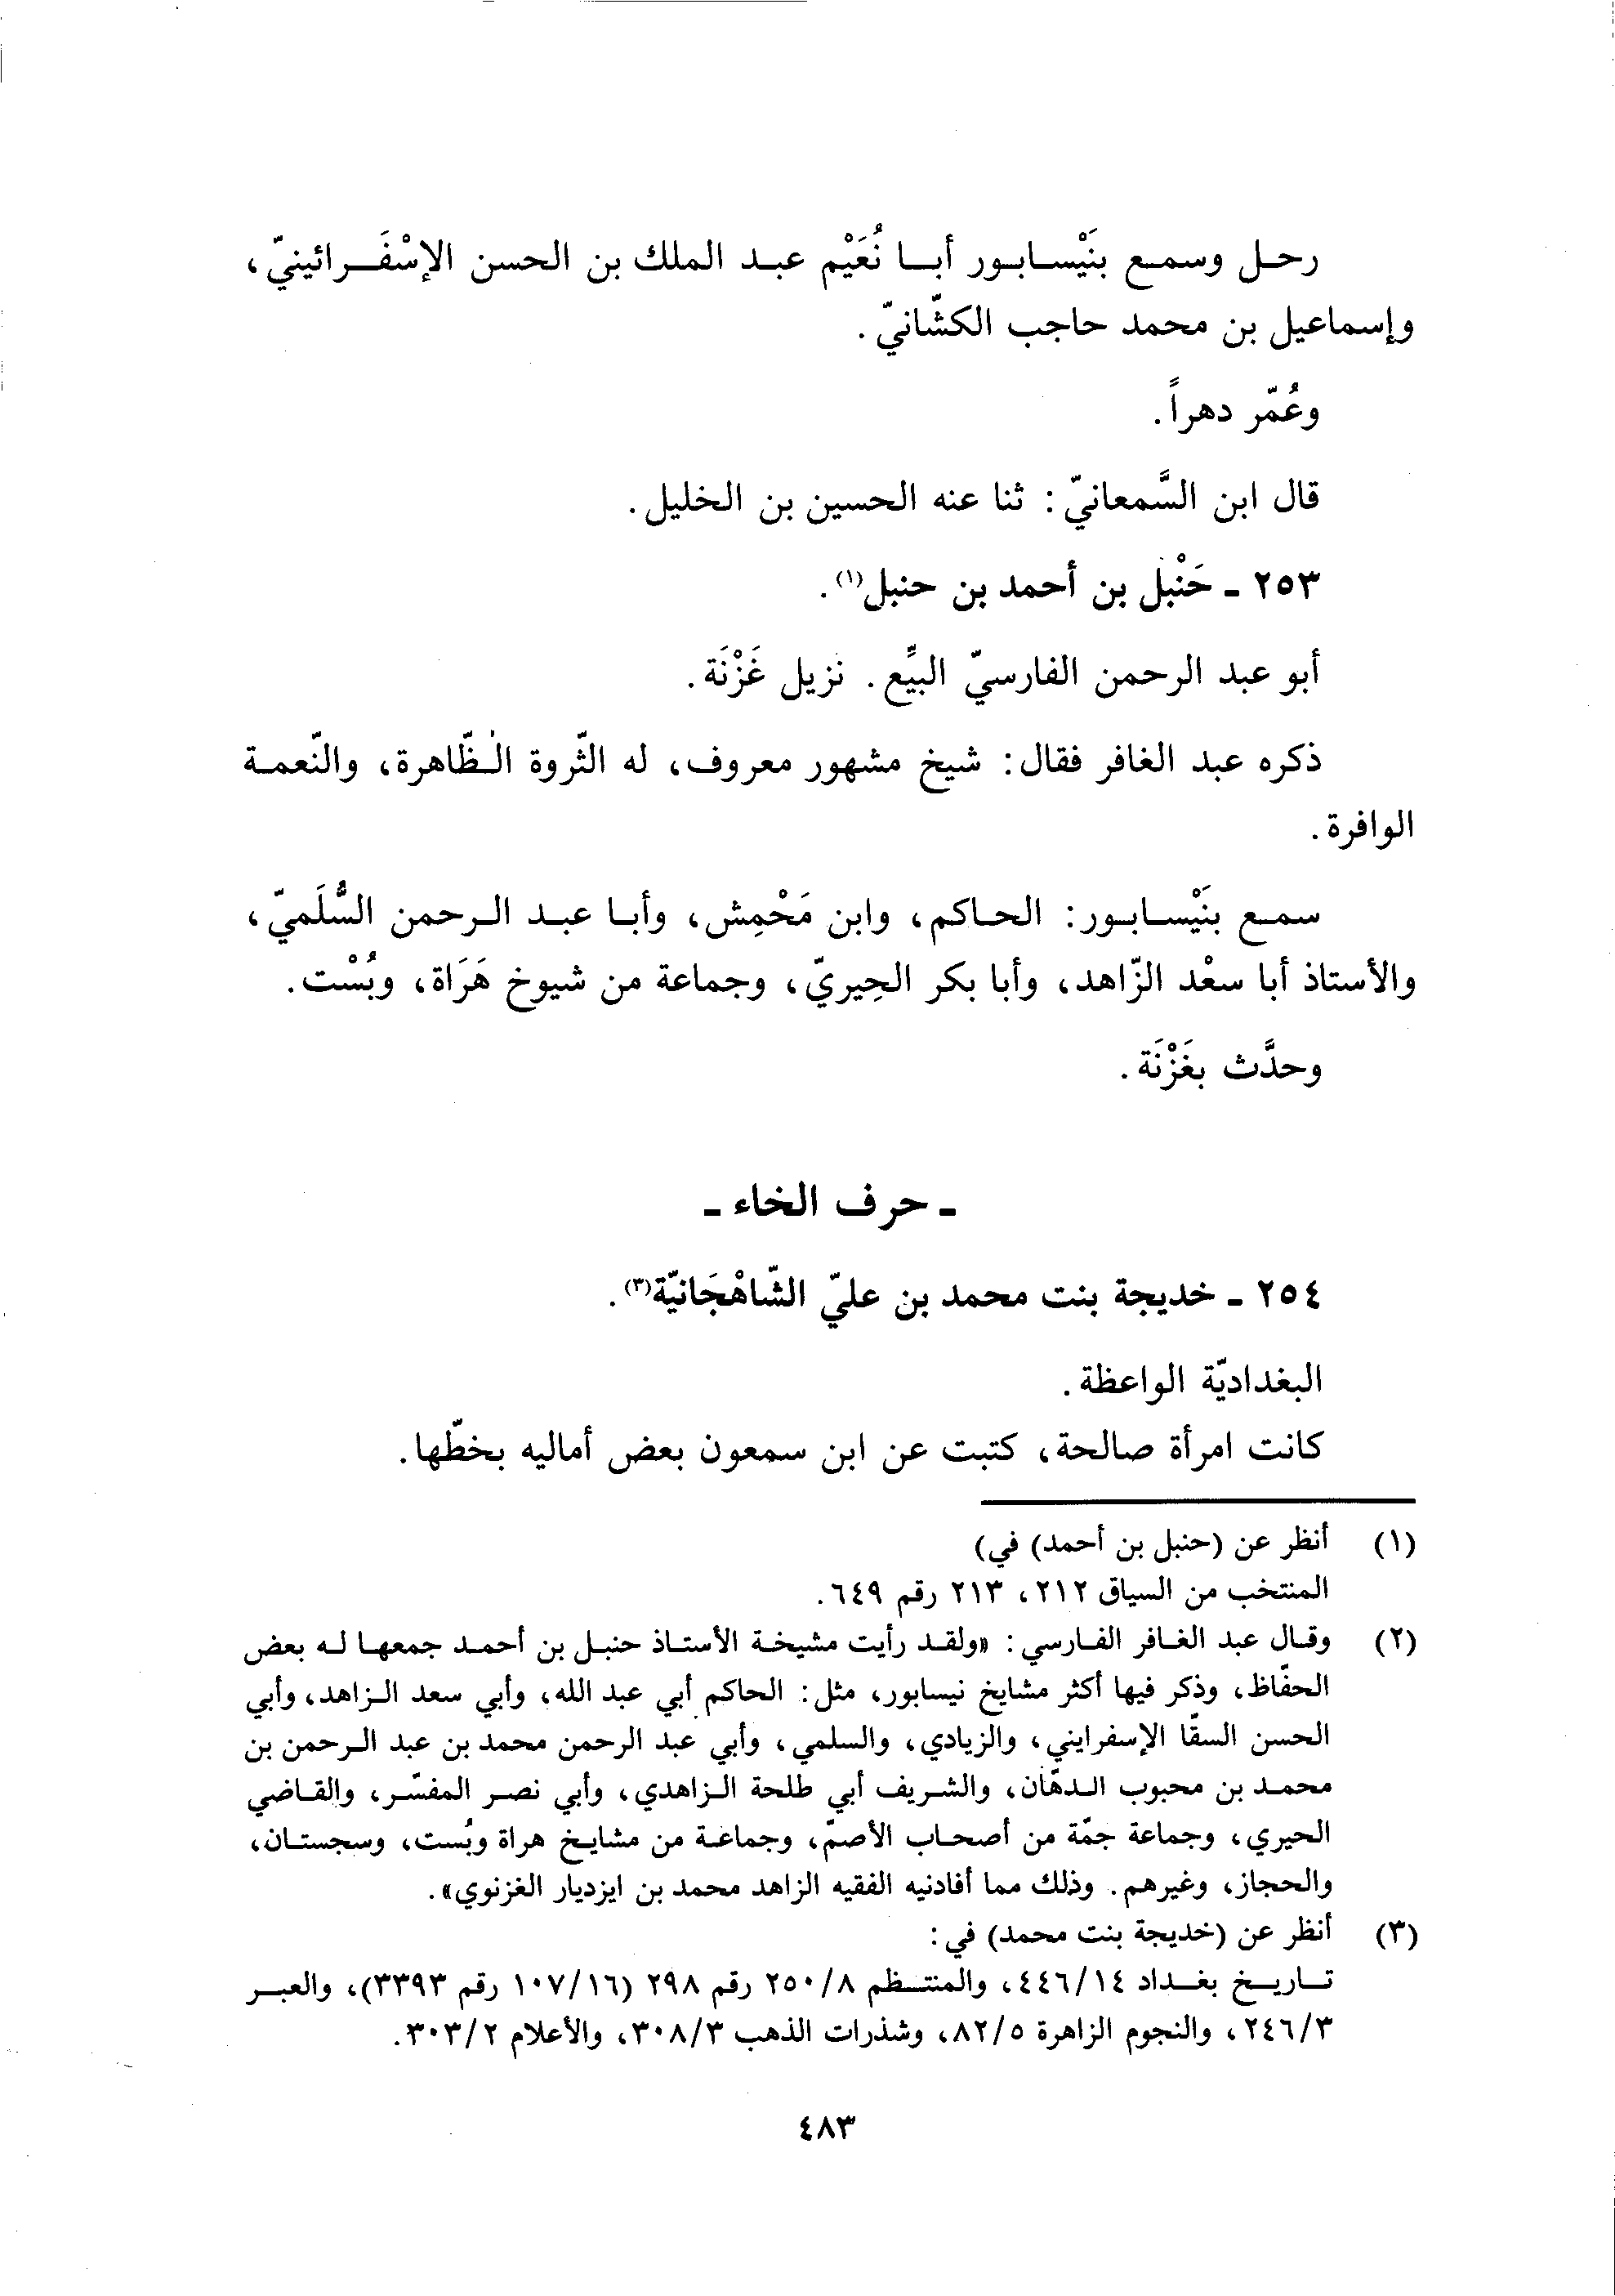 رحل وسمع بنَيْسابور أبا نُعَيْم عبد الملك بن الحسن الإسْفَرائينيّ،
وإسماعيل بن محمد حاجب الكشّانيّ.
وعُمّر دهراً.
قال ابن السَّمعانيّ: ثنا عنه الحسين بن الخليل.
٢٥٣ ـ حَنْبل بن أحمد بن حنبل(١).
أبو عبد الرحمن الفارسيّ البيِّع. نزيل غَزْنَة.
ذكره عبد الغافر فقال: شيخ مشهور معروف، له الثّروة الظّاهرة، والنّعمة
الوافرة.
سمع بنَيْسابور: الحاكم، وابن مَحْمِش، وأبا عبد الرحمن السُّلَميّ،
والأستاذ أبا سعْد الزّاهد، وأبا بكر الحِيريّ، وجماعة من شيوخ هَرَاة، وبُسْت.
وحدَّث بغَزْنَة.
ـ حرف الخاء ـ
٢٥٤ ـ خديجة بنت محمد بن عليّ الشّاهْجَانيّة(٣).
البغداديّة الواعظة.
كانت امرأة صالحة، كتبت عن ابن سمعون بعض أماليه بخطّها.
(١) أنظر عن (حنبل بن أحمد) في)
المنتخب من السياق ٢١٢، ٢١٣ رقم ٦٤٩.
(٢) وقال عبد الغافر الفارسي: «ولقد رأيت مشيخة الأستاذ حنبل بن أحمد جمعها له بعض
الحفّاظ، وذكر فيها أكثر مشايخ نيسابور، مثل: الحاكم أبي عبد الله، وأبي سعد الزاهد، وأبي
الحسن السقّا الإسفرايني، والزيادي، والسلمي، وأبي عبد الرحمن محمد بن عبد الرحمن بن
محمد بن محبوب الدهّان، والشريف أبي طلحة الزاهدي، وأبي نصر المفسّر، والقاضي
الحيري، وجماعة جمّة من أصحاب الأصمّ، وجماعة من مشايخ هراة وبُست، وسجستان،
والحجاز، وغيرهم. وذلك مما أفادنيه الفقيه الزاهد محمد بن ايزديار الغزنوي».
(٣) أنظر عن (خديجة بنت محمد) في:
تاريخ بغداد ٤٤٦/١٤، والمنتظم ٢٥٠/٨ رقم ٢٩٨ (١٠٧/١٦ رقم ٣٣٩٣)، والعبر
٢٤٦/٣، والنجوم الزاهرة ٨٢/٥، وشذرات الذهب ٣٠٨/٣، والأعلام ٣٠٣/٢.
٤٨٣